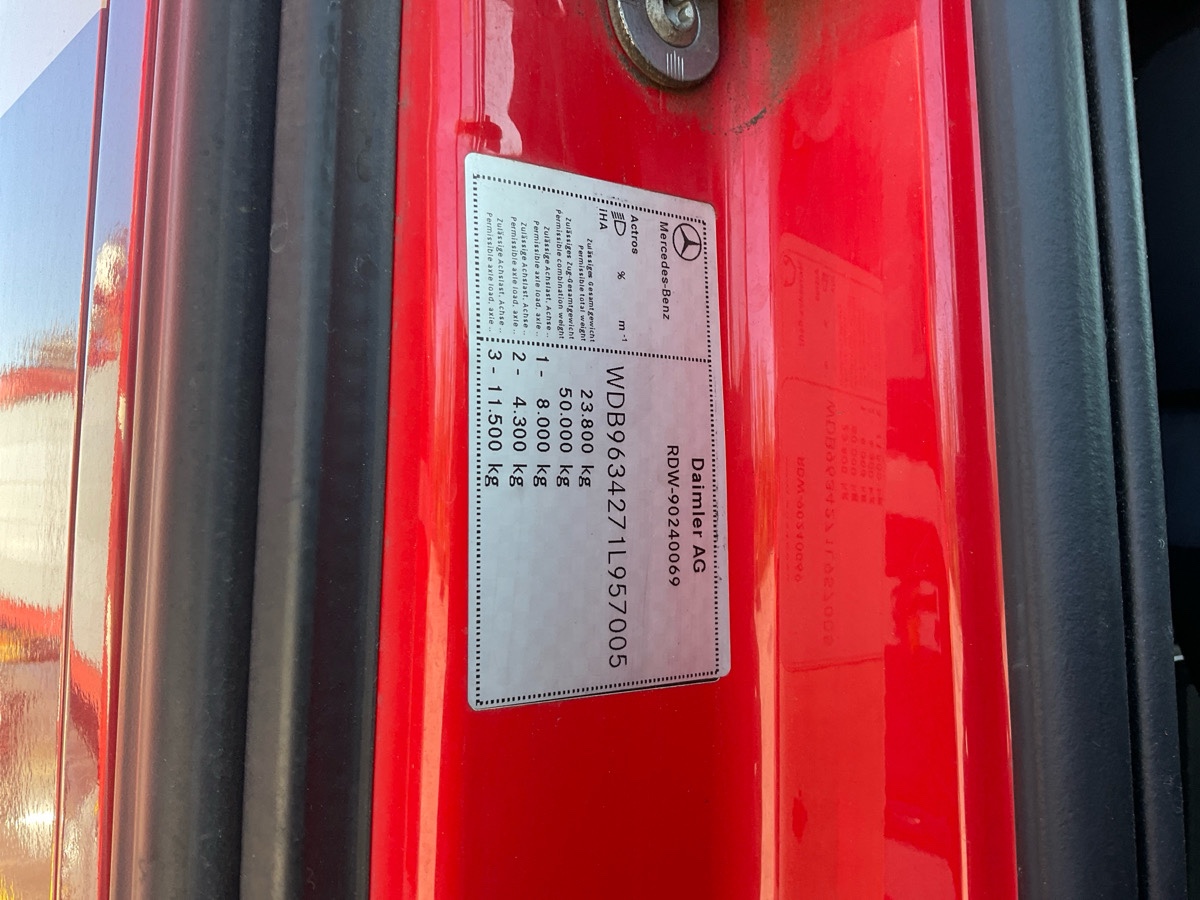 Mercedes-Benz
Daimler AG
RDW-90240069
Actros
% m⁻¹
iHA
WDB9634271L957005
Zulässiges Gesamtgewicht
Permissible total weight
23.800 kg
Zulässiges Zug-Gesamtgewicht
Permissible combination weight
50.000 kg
Zulässige Achslast, Achse ..
Permissible axle load, axle ..
1 - 8.000 kg
Zulässige Achslast, Achse ..
Permissible axle load, axle ..
2 - 4.300 kg
Zulässige Achslast, Achse ..
Permissible axle load, axle ..
3 - 11.500 kg